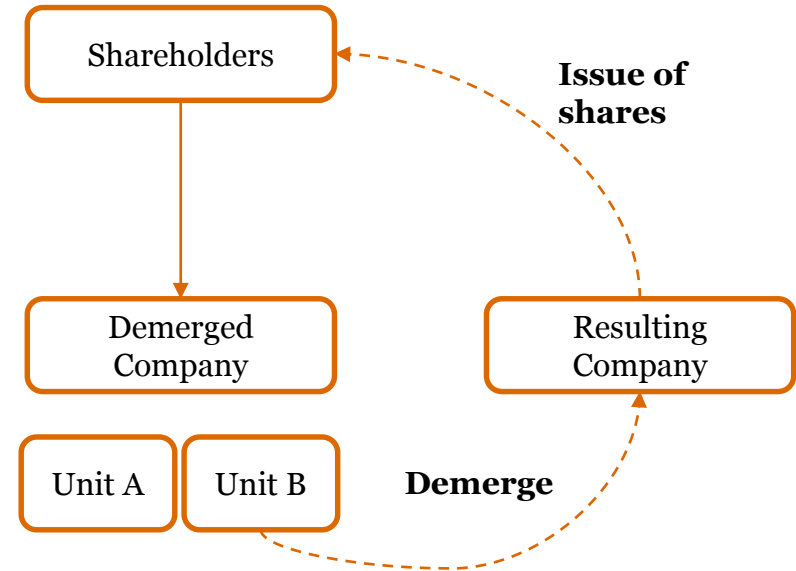 Shareholders
Issue of
shares
Demerged
Company
Resulting
Company
Unit A
Unit B
Demerge